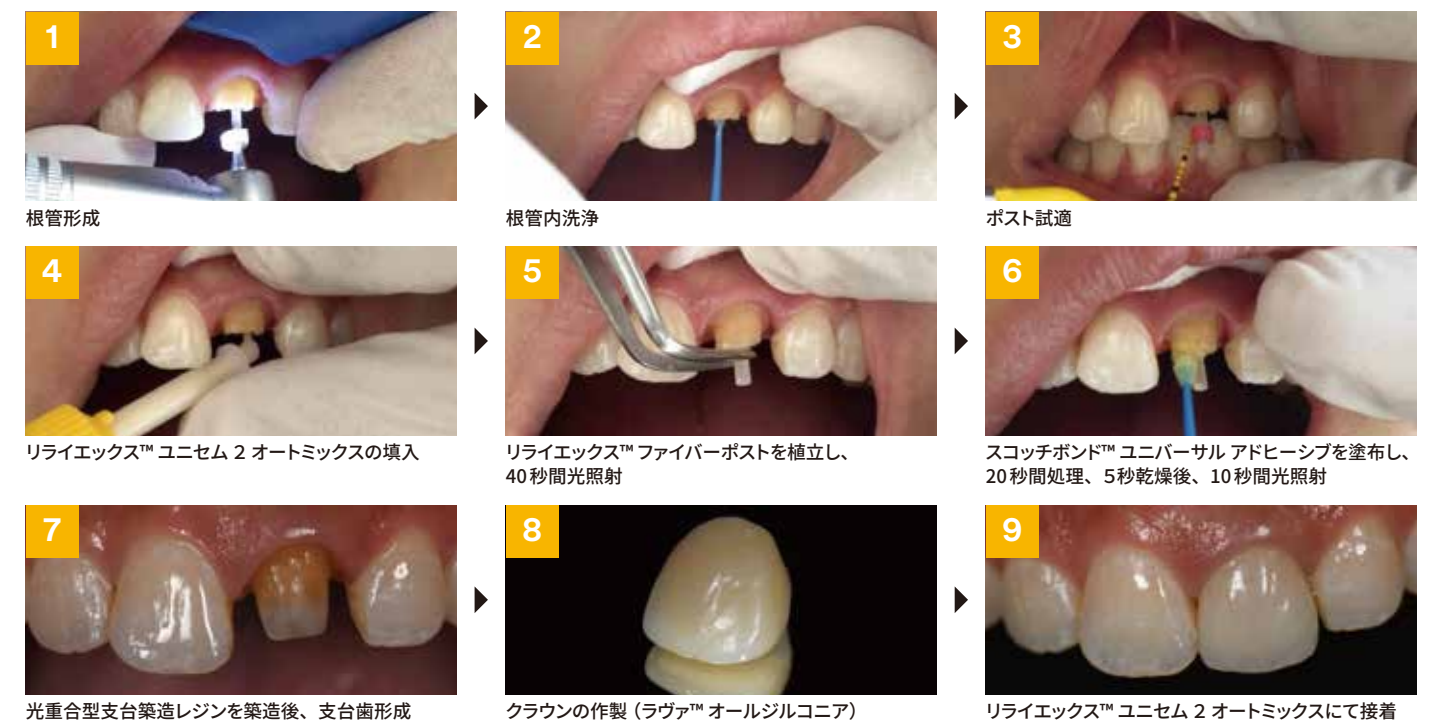 1
根管形成
2
根管内洗浄
3
ポスト試適
4
リライエックス™ ユニセム 2 オートミックスの填入
5
リライエックス™ ファイバーポストを植立し、
40秒間光照射
6
スコッチボンド™ ユニバーサル アドヒーシブを塗布し、
20秒間処理、5秒乾燥後、10秒間光照射
7
光重合型支台築造レジンを築造後、支台歯形成
8
クラウンの作製（ラヴァ™ オールジルコニア）
9
リライエックス™ ユニセム 2 オートミックスにて接着